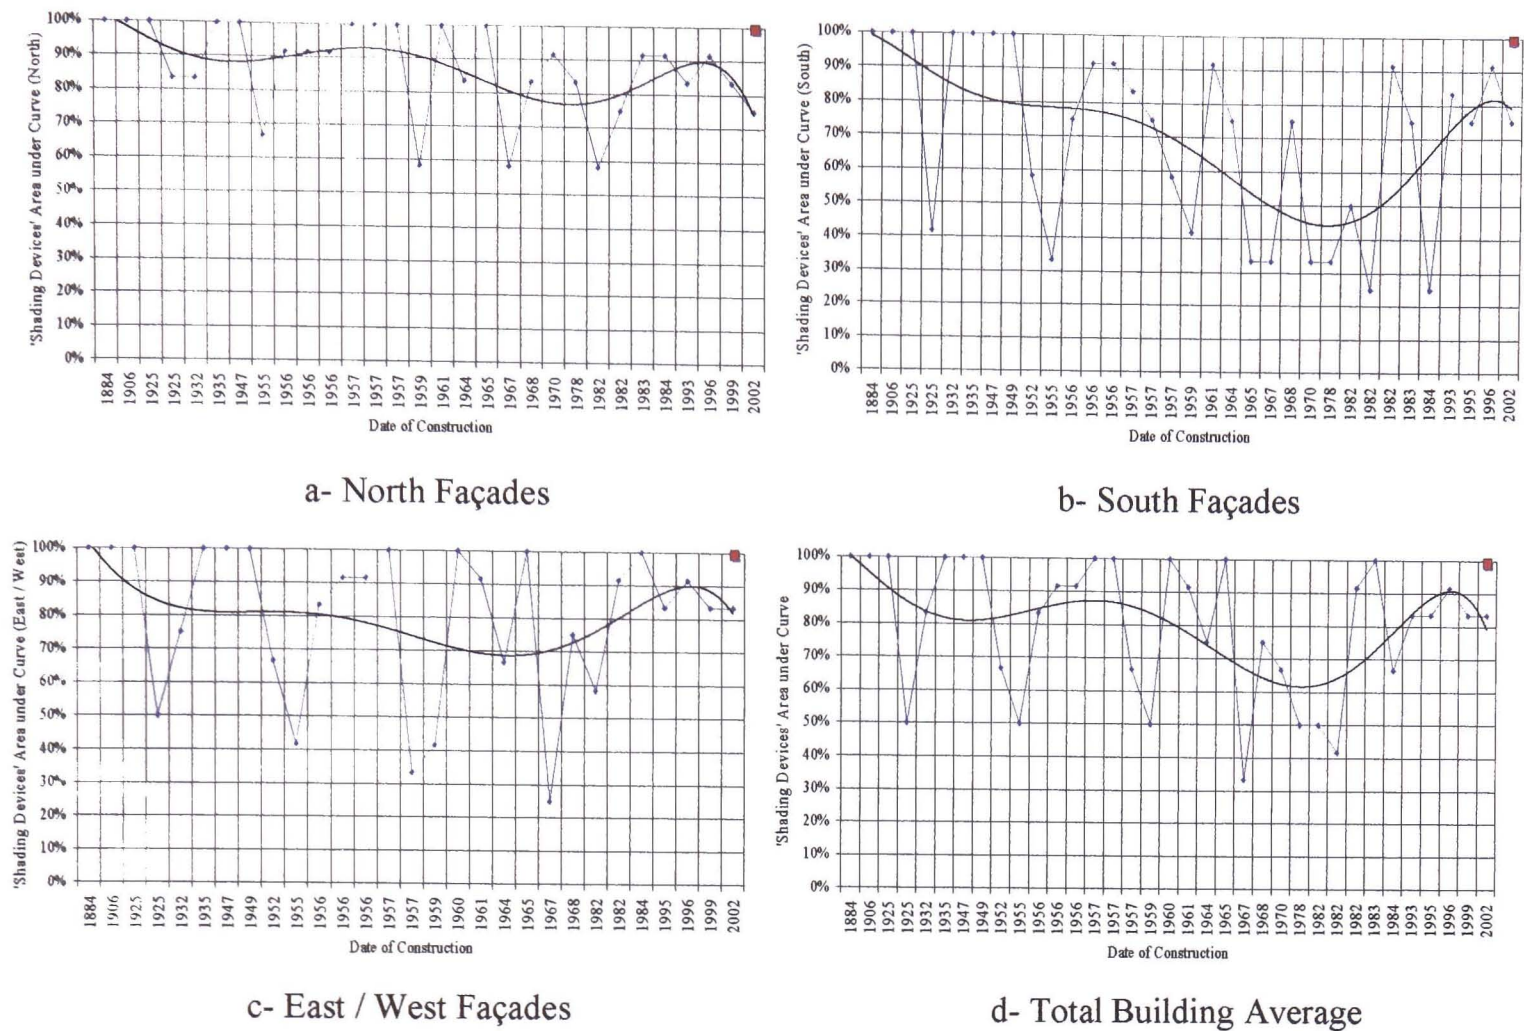 'Shading Devices' Area under Curve (North)
100%
90%
80%
70%
60%
50%
40%
30%
20%
10%
0%
1884 1906 1925 1925 1932 1935 1947 1955 1956 1956 1956 1957 1957 1957 1959 1961 1964 1965 1967 1968 1970 1978 1982 1982 1983 1984 1993 1996 1999 2002
Date of Construction
a- North Façades
'Shading Devices' Area under Curve (South)
100%
90%
80%
70%
60%
50%
40%
30%
20%
10%
0%
1884 1906 1925 1925 1932 1935 1947 1949 1952 1955 1956 1956 1956 1957 1957 1957 1959 1961 1964 1965 1967 1968 1970 1978 1982 1982 1982 1983 1984 1993 1995 1996 2002
Date of Construction
b- South Façades
'Shading Devices' Area under Curve (East / West)
100%
90%
80%
70%
60%
50%
40%
30%
20%
10%
0%
1884 1906 1925 1925 1932 1935 1947 1949 1952 1955 1956 1956 1956 1957 1957 1959 1960 1961 1964 1965 1967 1968 1982 1982 1984 1995 1996 1999 2002
Date of Construction
c- East / West Façades
'Shading Devices' Area under Curve
100%
90%
80%
70%
60%
50%
40%
30%
20%
10%
0%
1884 1906 1925 1925 1932 1935 1947 1949 1952 1955 1956 1956 1956 1957 1957 1957 1959 1960 1961 1964 1965 1967 1968 1970 1978 1982 1982 1982 1983 1984 1993 1995 1996 1999 2002
Date of Construction
d- Total Building Average